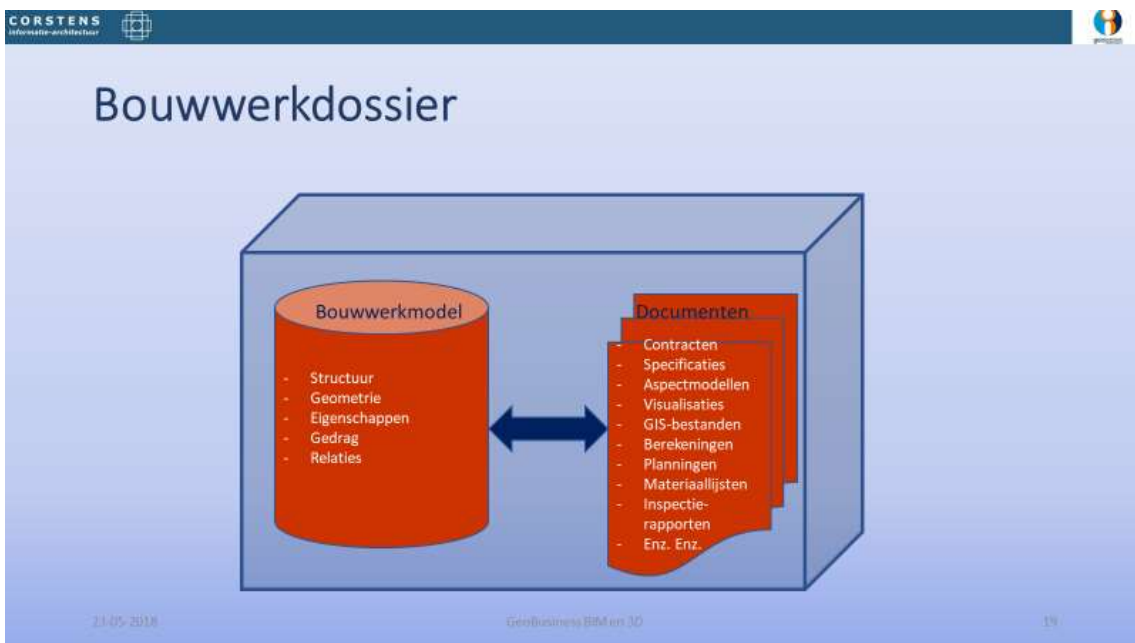 CORSTENS
informatie-architectuur
Bouwwerkdossier
Bouwwerkmodel
- Structuur
- Geometrie
- Eigenschappen
- Gedrag
- Relaties
Documenten
- Contracten
- Specificaties
- Aspectmodellen
- Visualisaties
- GIS-bestanden
- Berekeningen
- Planningen
- Materiaallijsten
- Inspectie-
rapporten
- Enz. Enz.
23-05-2018
GeoBusiness BIM en 3D
19